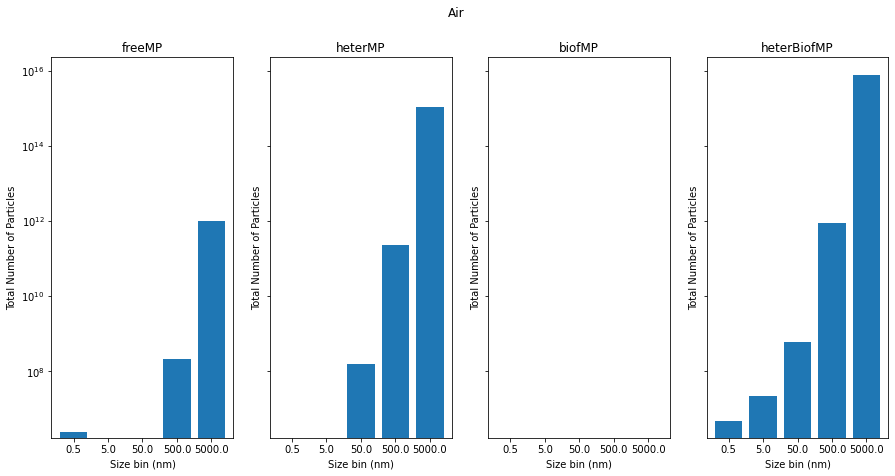 Air
freeMP
heterMP
biofMP
heterBiofMP
Total Number of Particles
10^16
10^14
10^12
10^10
10^8
0.5 5.0 50.0 500.0 5000.0
Size bin (nm)
Total Number of Particles
0.5 5.0 50.0 500.0 5000.0
Size bin (nm)
Total Number of Particles
0.5 5.0 50.0 500.0 5000.0
Size bin (nm)
Total Number of Particles
0.5 5.0 50.0 500.0 5000.0
Size bin (nm)